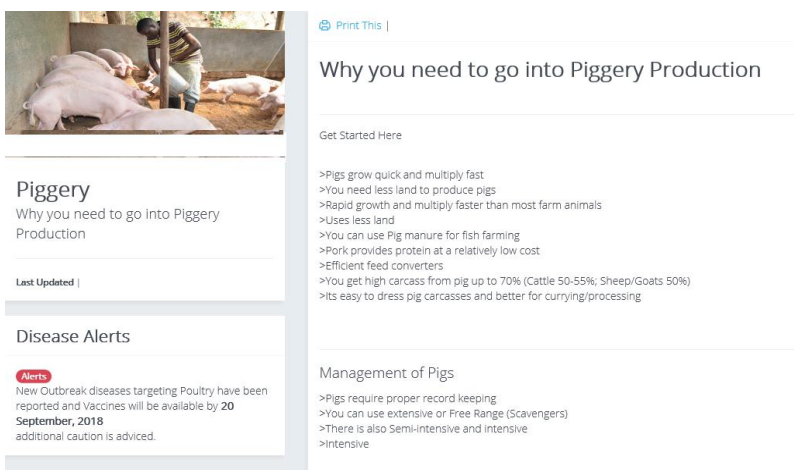 Piggery
Why you need to go into Piggery
Production
Last Updated |
Disease Alerts
Alerts
New Outbreak diseases targeting Poultry have been
reported and Vaccines will be available by 20
September, 2018
additional caution is adviced.
Print This |
Why you need to go into Piggery Production
Get Started Here
>Pigs grow quick and multiply fast
>You need less land to produce pigs
>Rapid growth and multiply faster than most farm animals
>Uses less land
>You can use Pig manure for fish farming
>Pork provides protein at a relatively low cost
>Efficient feed converters
>You get high carcass from pig up to 70% (Cattle 50-55%; Sheep/Goats 50%)
>Its easy to dress pig carcasses and better for currying/processing
Management of Pigs
>Pigs require proper record keeping
>You can use extensive or Free Range (Scavengers)
>There is also Semi-intensive and intensive
>Intensive